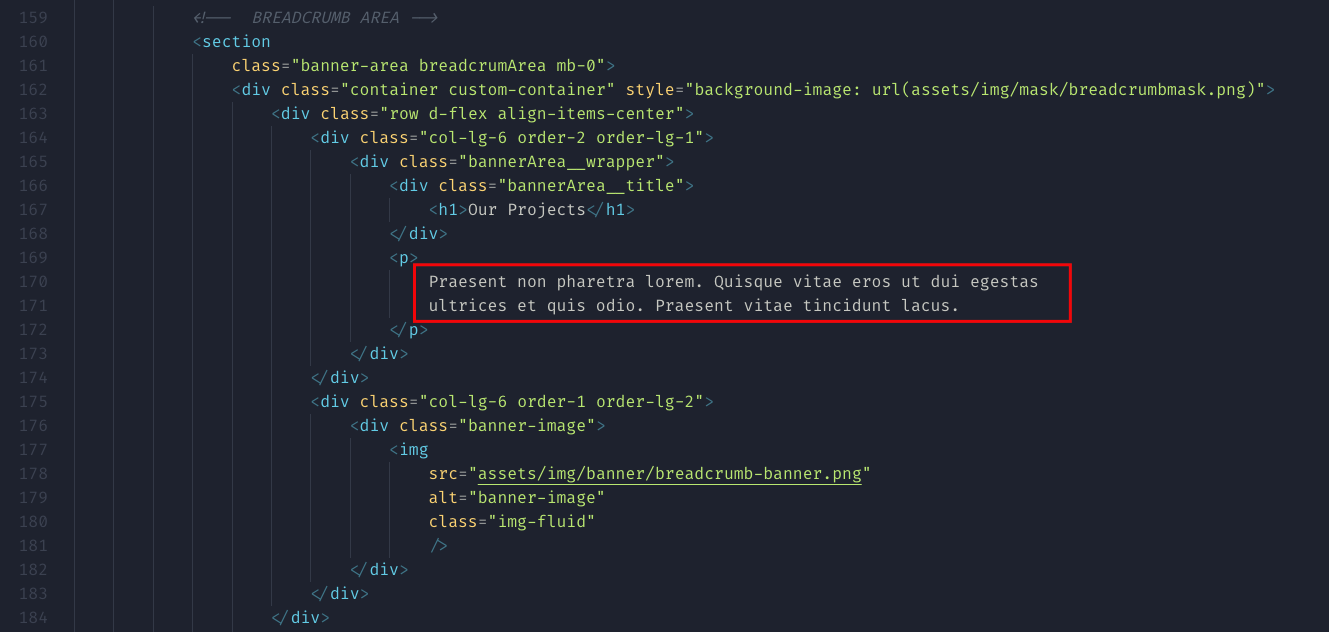 159 <!-- BREADCRUMB AREA -->
160 <section
161 class="banner-area breadcrumArea mb-0">
162 <div class="container custom-container" style="background-image: url(assets/img/mask/breadcrumbmask.png)">
163 <div class="row d-flex align-items-center">
164 <div class="col-lg-6 order-2 order-lg-1">
165 <div class="bannerArea__wrapper">
166 <div class="bannerArea__title">
167 <h1>Our Projects</h1>
168 </div>
169 <p>
170 Praesent non pharetra lorem. Quisque vitae eros ut dui egestas
171 ultrices et quis odio. Praesent vitae tincidunt lacus.
172 </p>
173 </div>
174 </div>
175 <div class="col-lg-6 order-1 order-lg-2">
176 <div class="banner-image">
177 <img
178 src="assets/img/banner/breadcrumb-banner.png"
179 alt="banner-image"
180 class="img-fluid"
181 />
182 </div>
183 </div>
184 </div>